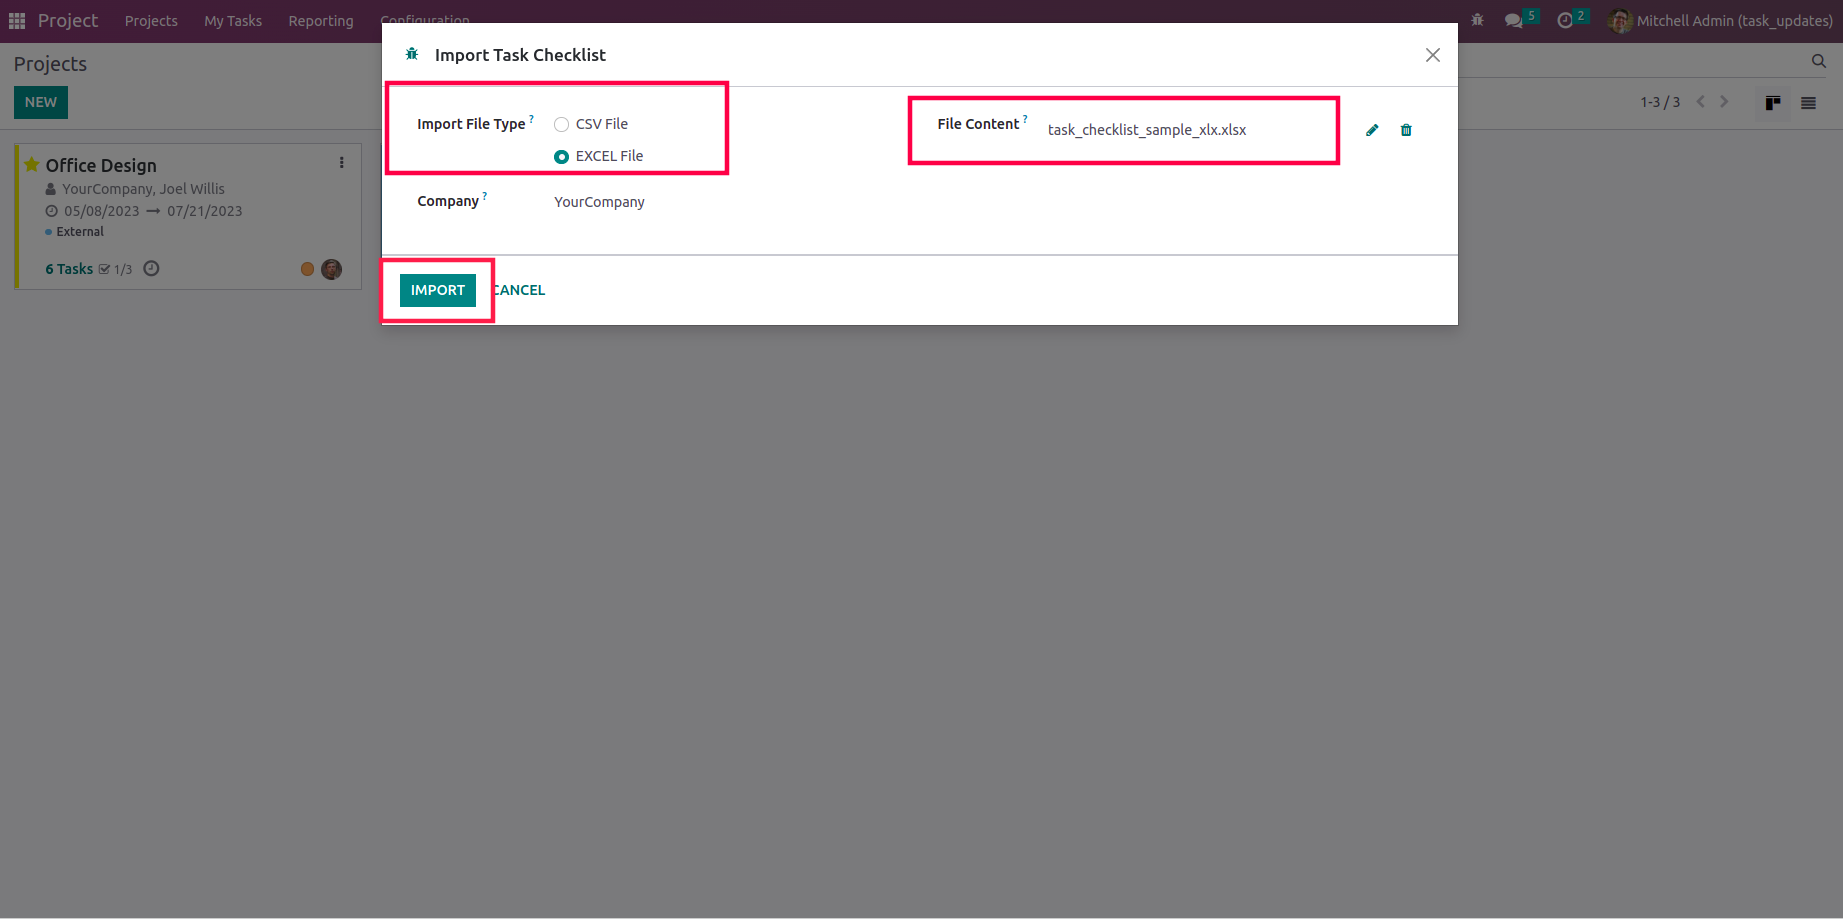 Project Projects My Tasks Reporting Configuration 5 2 Mitchell Admin (task_updates)
Projects
NEW
1-3 / 3
Office Design
YourCompany, Joel Willis
05/08/2023 → 07/21/2023
External
6 Tasks 1/3
Import Task Checklist
Import File Type ? CSV File
EXCEL File
File Content ? task_checklist_sample_xlx.xlsx
Company ? YourCompany
IMPORT CANCEL